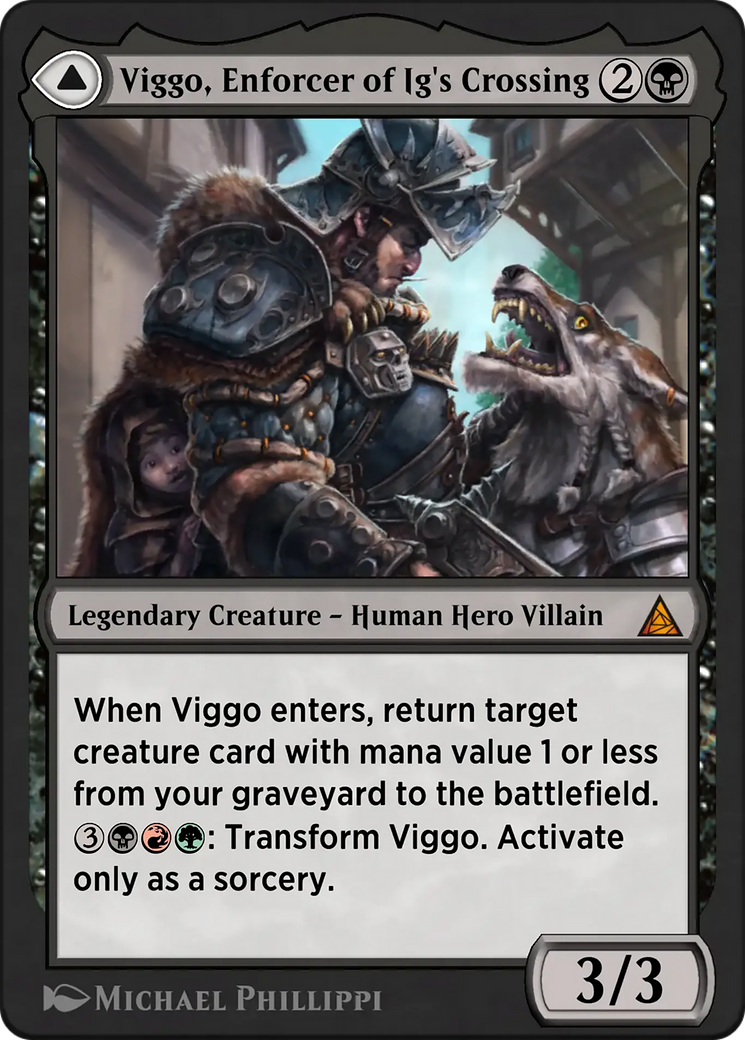 Viggo, Enforcer of Ig's Crossing 2
Legendary Creature – Human Hero Villain
When Viggo enters, return target
creature card with mana value 1 or less
from your graveyard to the battlefield.
3: Transform Viggo. Activate
only as a sorcery.
3/3
Michael Phillippi